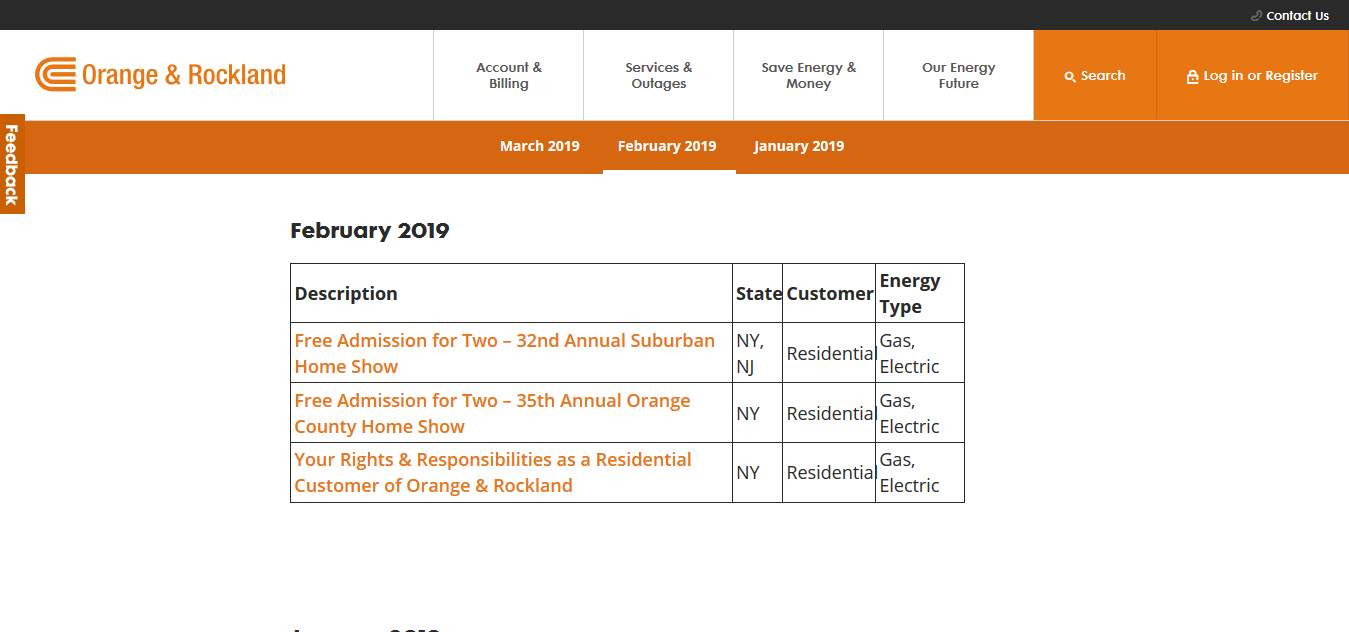 Contact Us
Orange & Rockland
Account &
Billing
Services &
Outages
Save Energy &
Money
Our Energy
Future
Search
Log in or Register
Feedback
March 2019
February 2019
January 2019
February 2019
Description
State
Customer
Energy
Type
Free Admission for Two – 32nd Annual Suburban
Home Show
NY,
NJ
Residential
Gas,
Electric
Free Admission for Two – 35th Annual Orange
County Home Show
NY
Residential
Gas,
Electric
Your Rights & Responsibilities as a Residential
Customer of Orange & Rockland
NY
Residential
Gas,
Electric